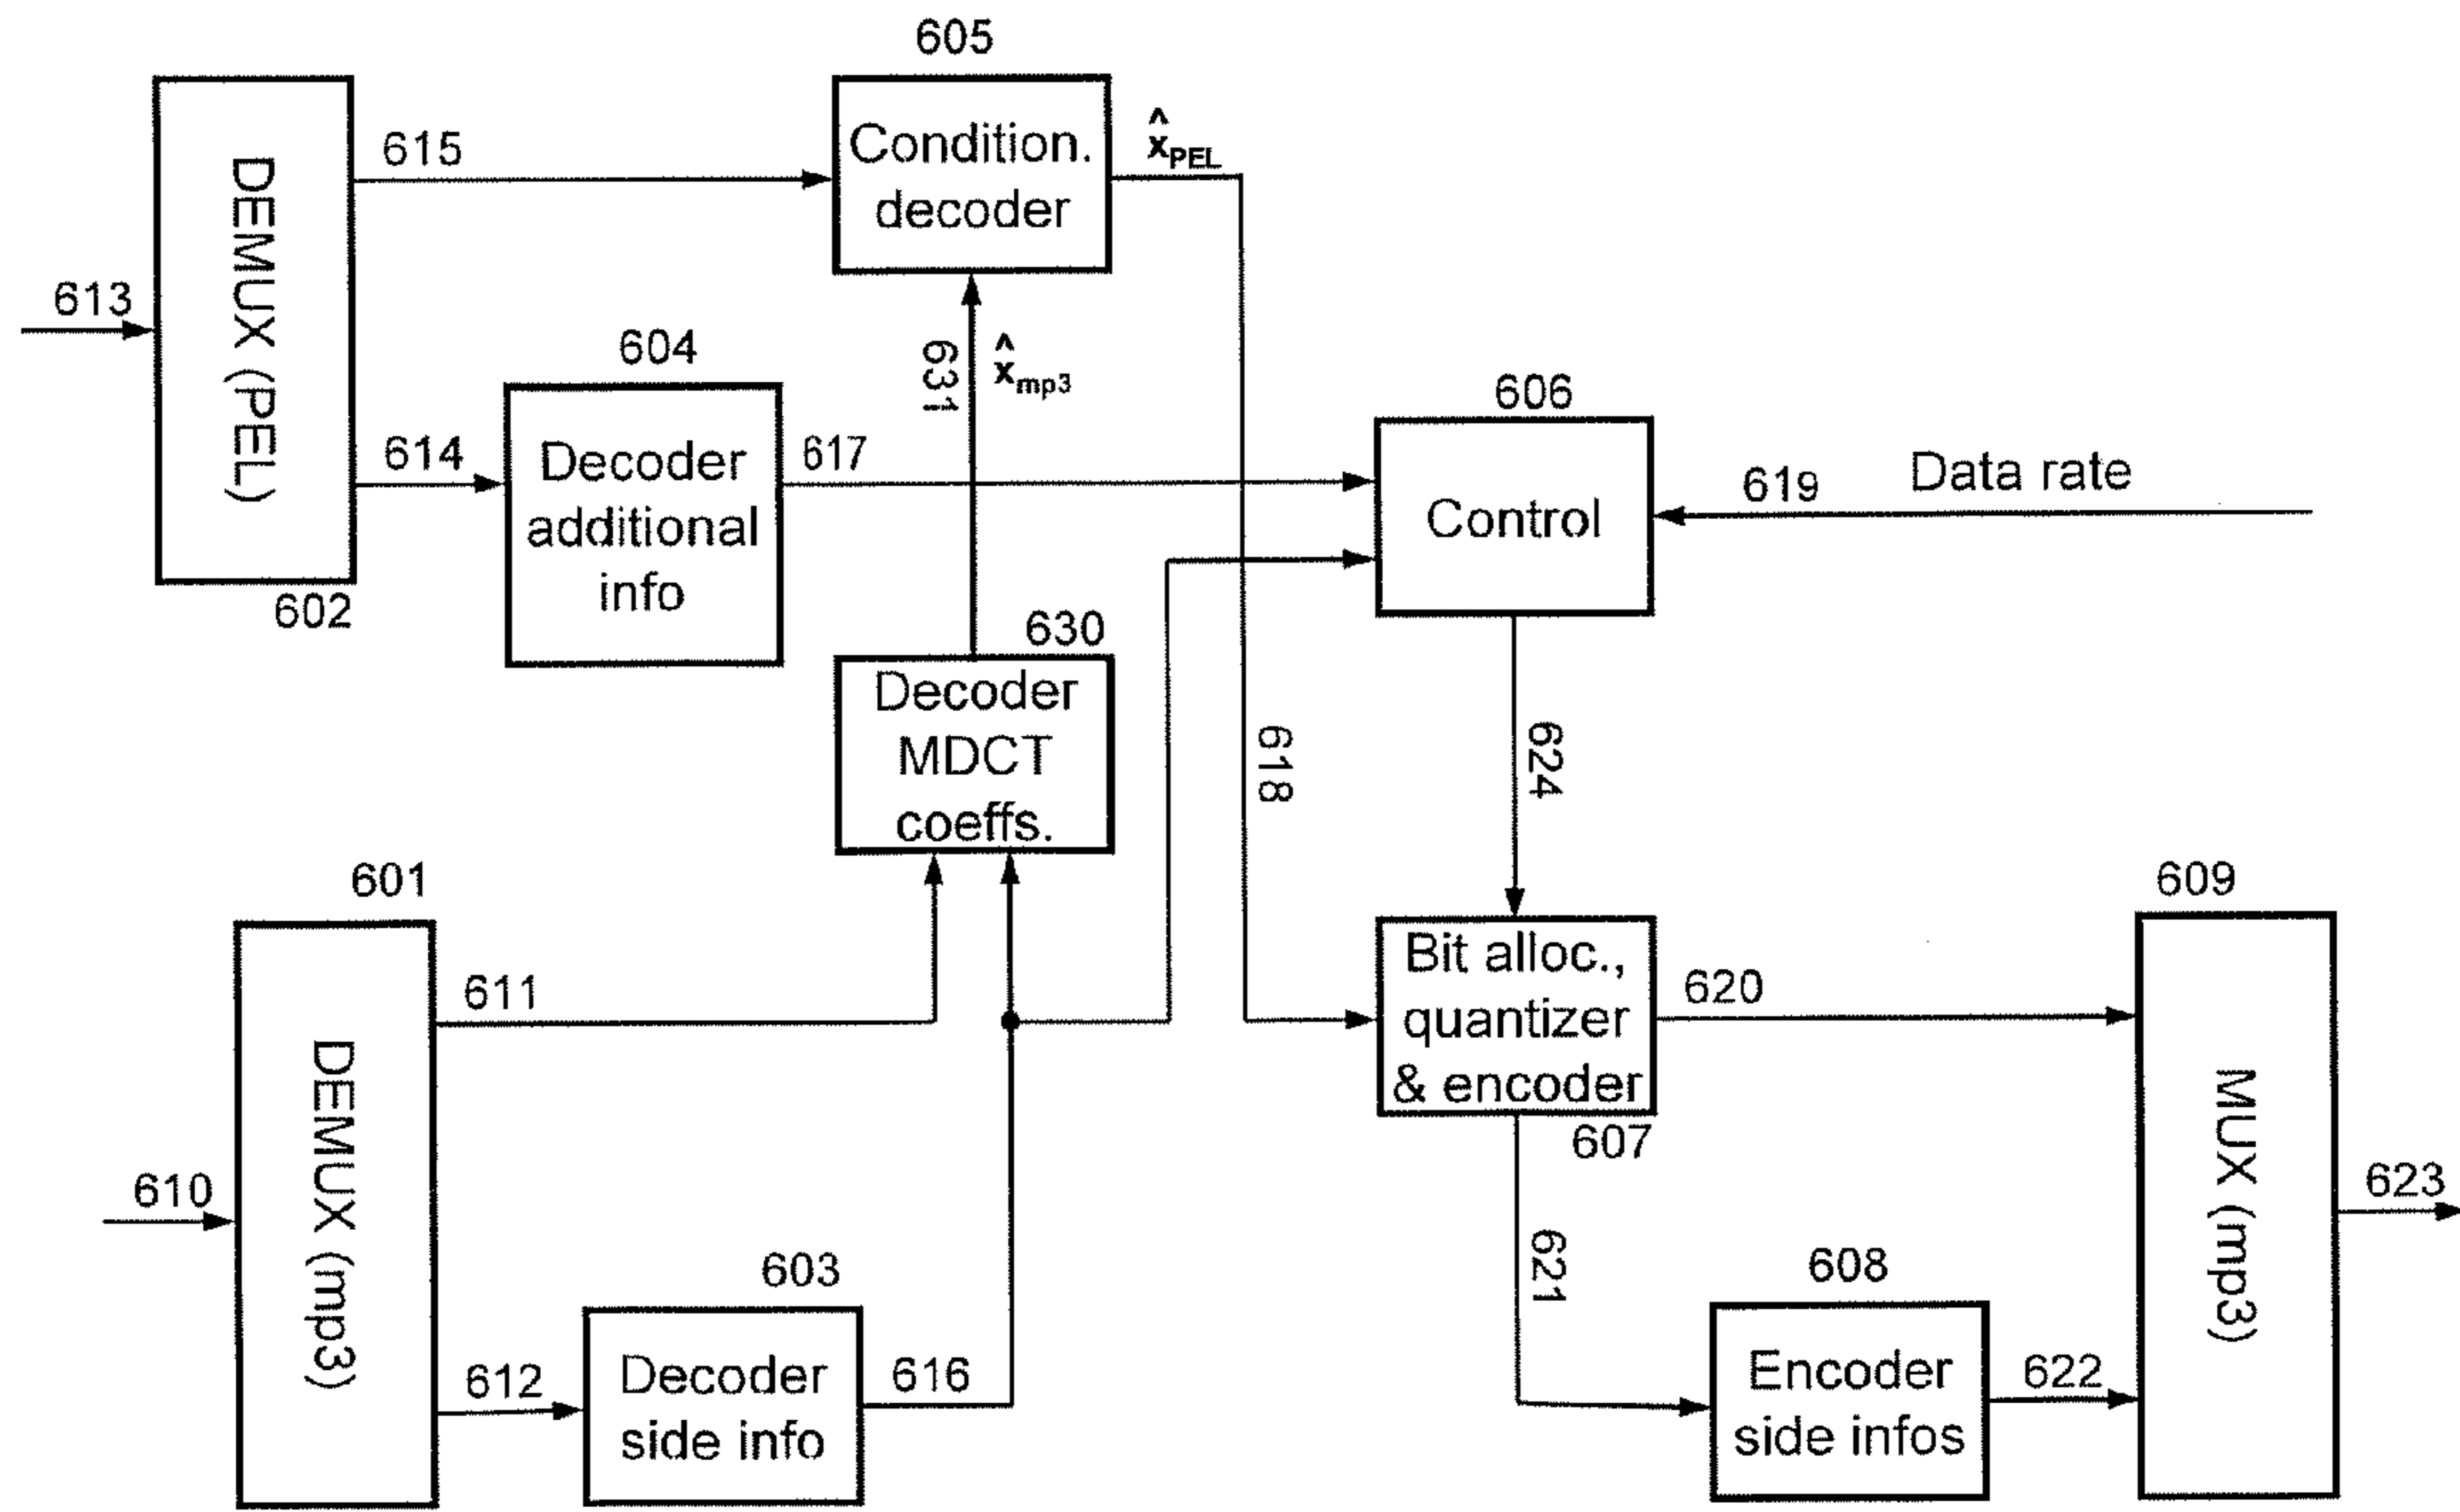 605
615
Condition.
decoder
x̂PEL
DEMUX (PEL)
613
604
631
x̂mp3
606
614
Decoder
additional
info
617
Control
619
Data rate
602
630
Decoder
MDCT
coeffs.
618
624
601
609
611
Bit alloc.,
quantizer
& encoder
620
607
DEMUX (mp3)
MUX (mp3)
610
623
603
621
608
612
Decoder
side info
616
Encoder
side infos
622